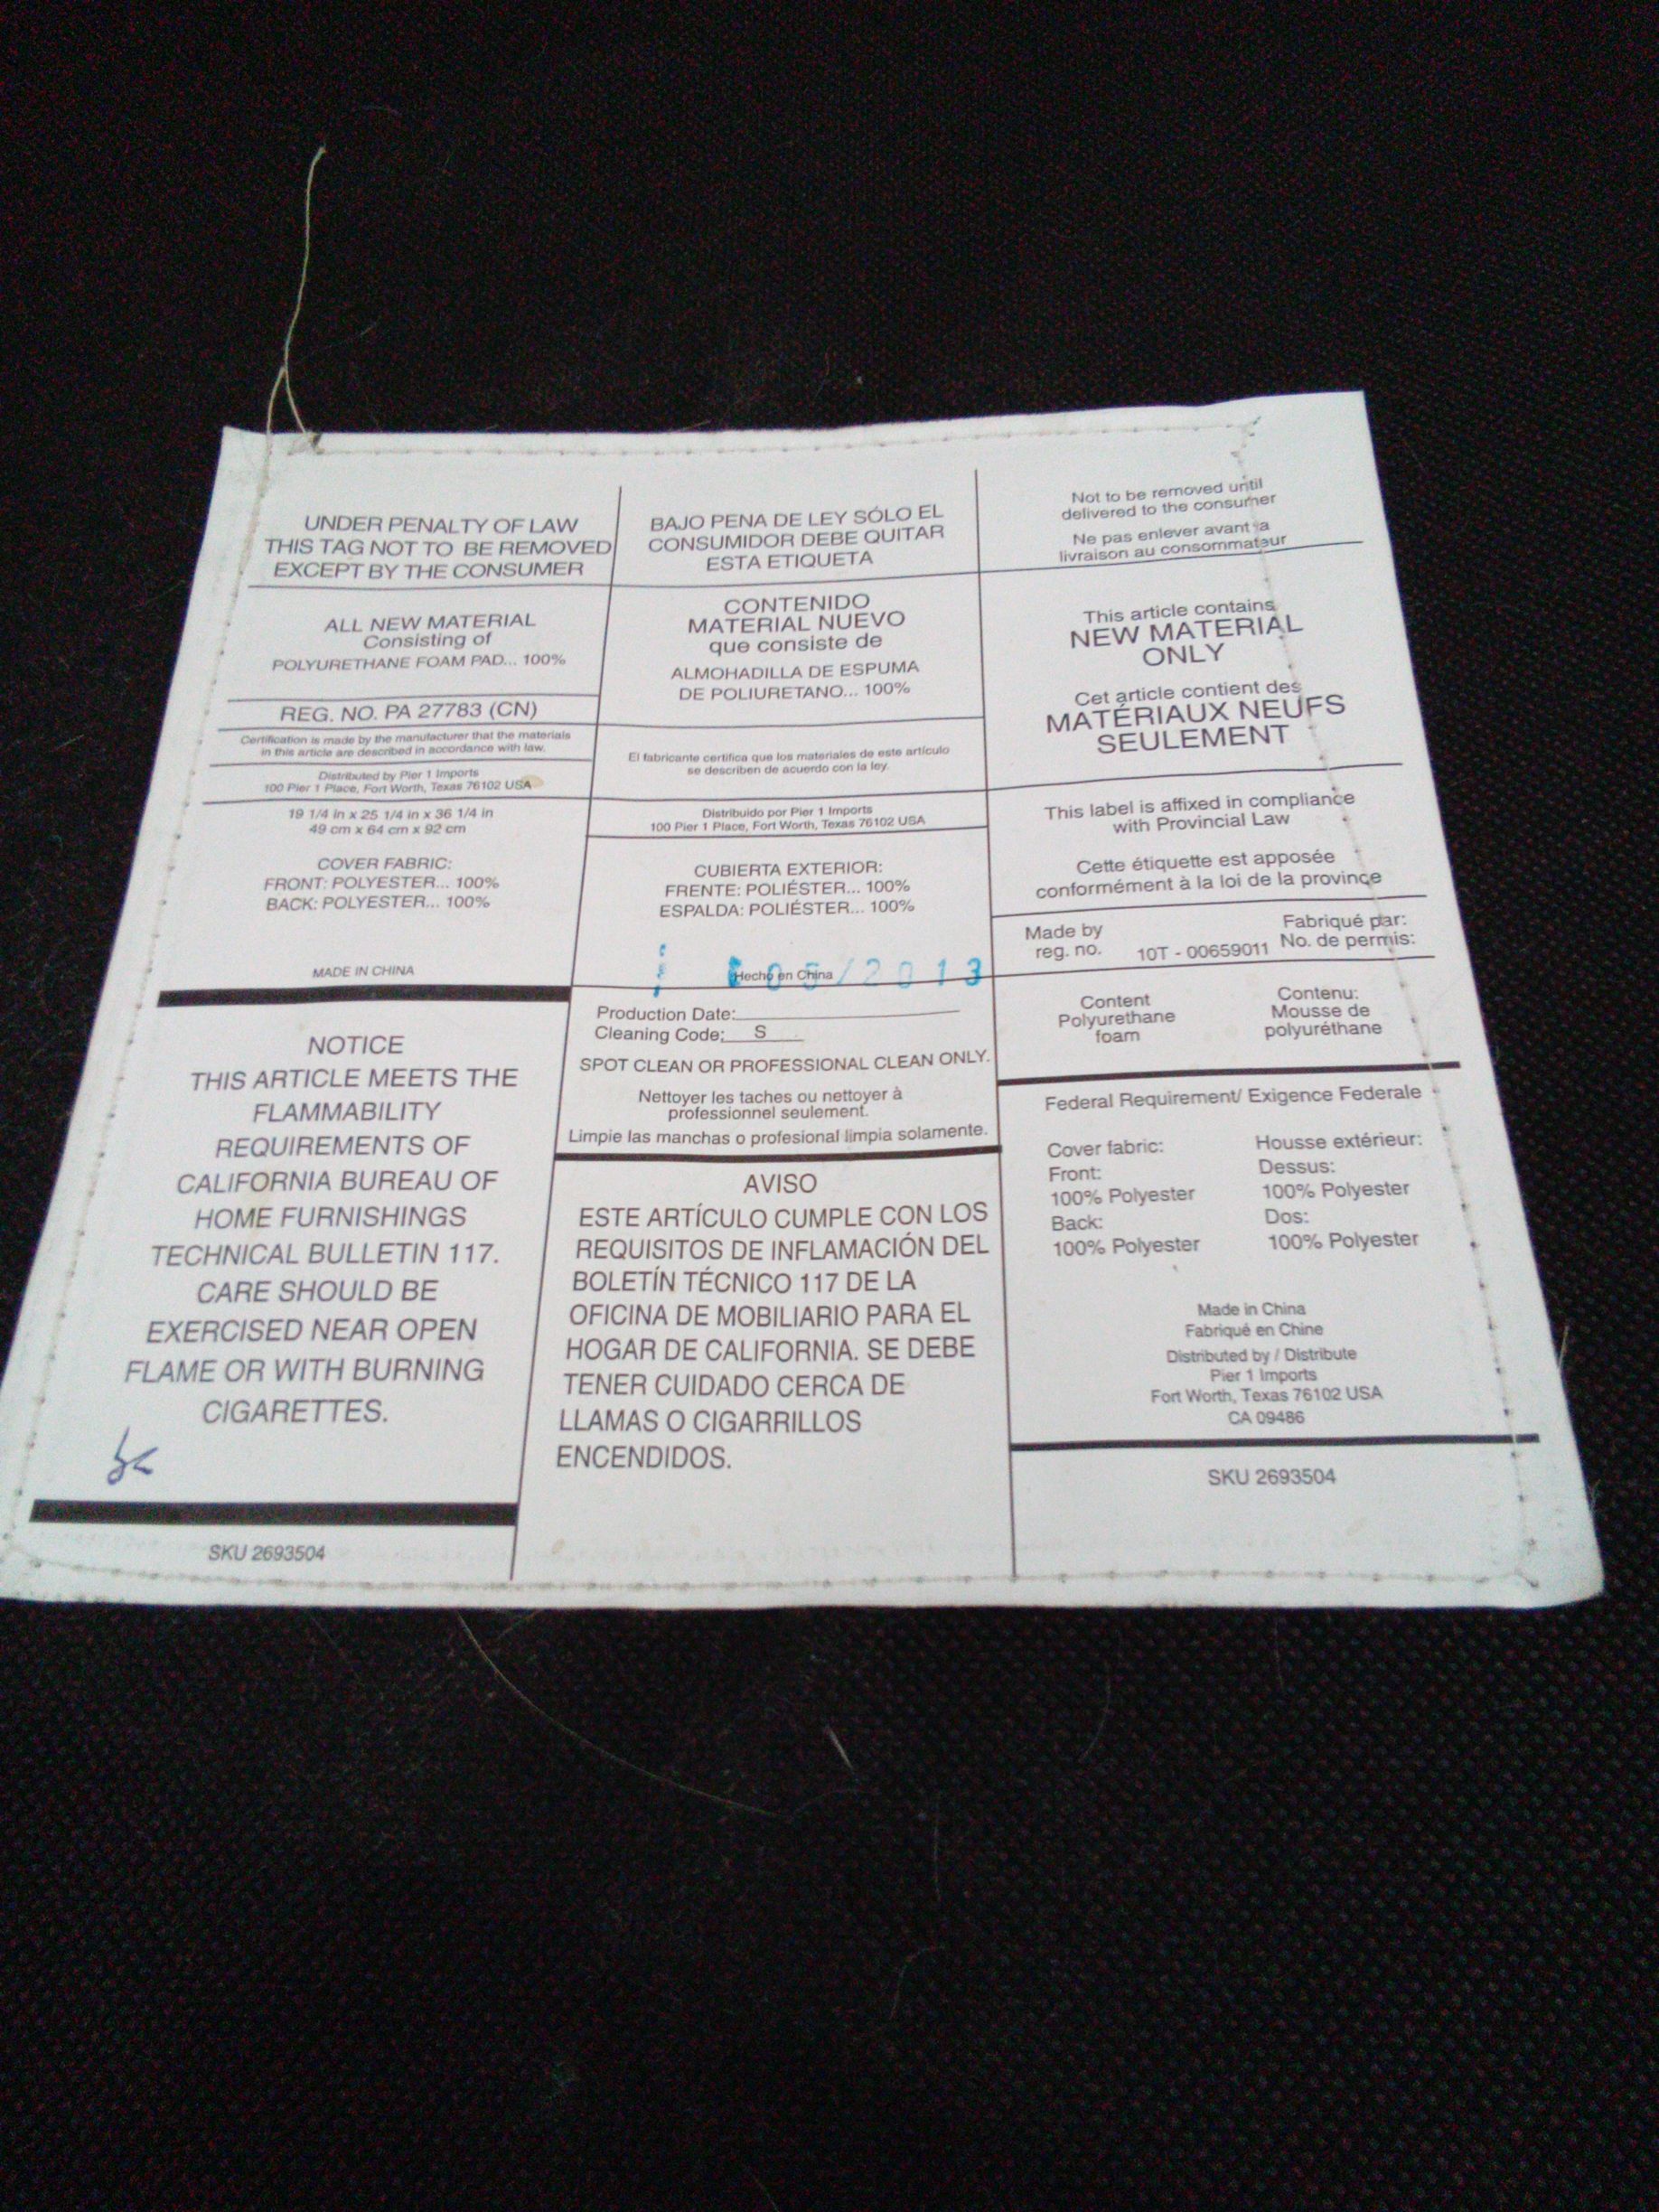 UNDER PENALTY OF LAW
THIS TAG NOT TO BE REMOVED
EXCEPT BY THE CONSUMER
ALL NEW MATERIAL
Consisting of
POLYURETHANE FOAM PAD... 100%
REG. NO. PA 27783 (CN)
Certification is made by the manufacturer that the materials
in this article are described in accordance with law.
Distributed by Pier 1 Imports
100 Pier 1 Place, Fort Worth, Texas 76102 USA
19 1/4 in x 25 1/4 in x 36 1/4 in
49 cm x 64 cm x 92 cm
COVER FABRIC:
FRONT: POLYESTER... 100%
BACK: POLYESTER... 100%
MADE IN CHINA
NOTICE
THIS ARTICLE MEETS THE
FLAMMABILITY
REQUIREMENTS OF
CALIFORNIA BUREAU OF
HOME FURNISHINGS
TECHNICAL BULLETIN 117.
CARE SHOULD BE
EXERCISED NEAR OPEN
FLAME OR WITH BURNING
CIGARETTES.
SKU 2693504
BAJO PENA DE LEY SÓLO EL
CONSUMIDOR DEBE QUITAR
ESTA ETIQUETA
CONTENIDO
MATERIAL NUEVO
que consiste de
ALMOHADILLA DE ESPUMA
DE POLIURETANO... 100%
El fabricante certifica que los materiales de este artículo
se describen de acuerdo con la ley.
Distribuido por Pier 1 Imports
100 Pier 1 Place, Fort Worth, Texas 76102 USA
CUBIERTA EXTERIOR:
FRENTE: POLIÉSTER... 100%
ESPALDA: POLIÉSTER... 100%
Hecho en China
05/2013
Production Date:
Cleaning Code: S
SPOT CLEAN OR PROFESSIONAL CLEAN ONLY.
Nettoyer les taches ou nettoyer à
professionnel seulement.
Limpie las manchas o profesional limpia solamente.
AVISO
ESTE ARTÍCULO CUMPLE CON LOS
REQUISITOS DE INFLAMACIÓN DEL
BOLETÍN TÉCNICO 117 DE LA
OFICINA DE MOBILIARIO PARA EL
HOGAR DE CALIFORNIA. SE DEBE
TENER CUIDADO CERCA DE
LLAMAS O CIGARRILLOS
ENCENDIDOS.
Not to be removed until
delivered to the consumer
Ne pas enlever avant la
livraison au consommateur
This article contains
NEW MATERIAL
ONLY
Cet article contient des
MATÉRIAUX NEUFS
SEULEMENT
This label is affixed in compliance
with Provincial Law
Cette étiquette est apposée
conformément à la loi de la province
Made by Fabriqué par:
reg. no. 10T - 00659011 No. de permis:
Content Contenu:
Polyurethane Mousse de
foam polyuréthane
Federal Requirement/ Exigence Federale
Cover fabric: Housse extérieur:
Front: Dessus:
100% Polyester 100% Polyester
Back: Dos:
100% Polyester 100% Polyester
Made in China
Fabriqué en Chine
Distributed by / Distribute
Pier 1 Imports
Fort Worth, Texas 76102 USA
CA 09486
SKU 2693504